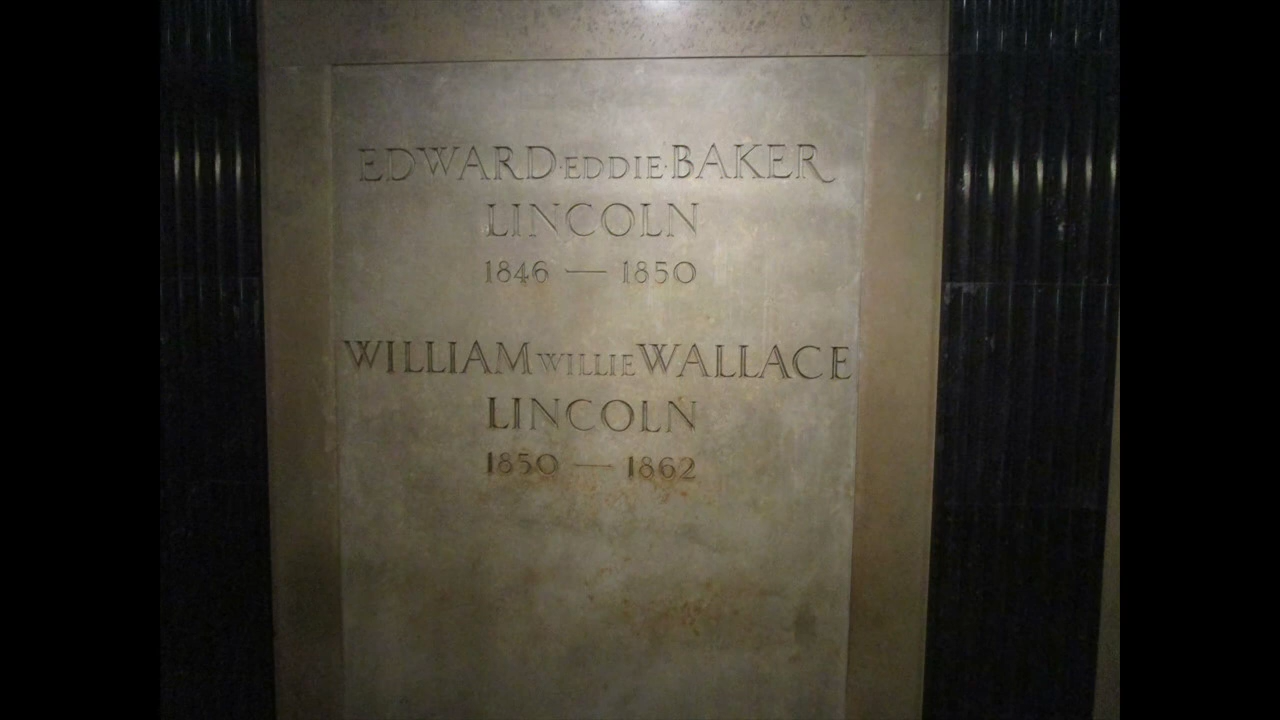 EDWARD·EDDIE·BAKER
LINCOLN
1846 — 1850
WILLIAM WILLIE WALLACE
LINCOLN
1850 — 1862